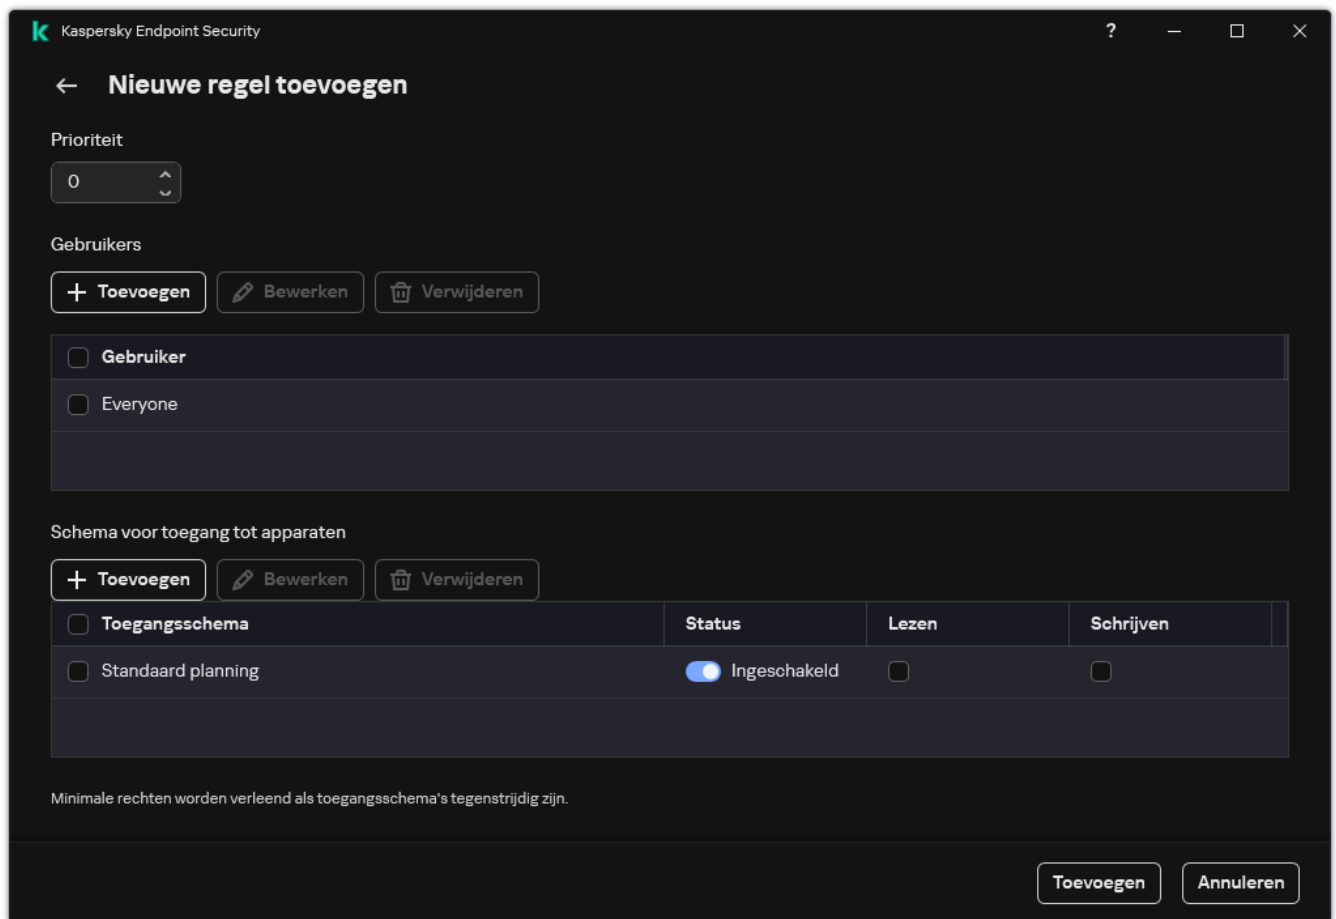 Kaspersky Endpoint Security ?
Nieuwe regel toevoegen
Prioriteit
0
Gebruikers
Toevoegen Bewerken Verwijderen
Gebruiker
Everyone
Schema voor toegang tot apparaten
Toevoegen Bewerken Verwijderen
Toegangsschema Status Lezen Schrijven
Standaard planning Ingeschakeld
Minimale rechten worden verleend als toegangsschema's tegenstrijdig zijn.
Toevoegen Annuleren